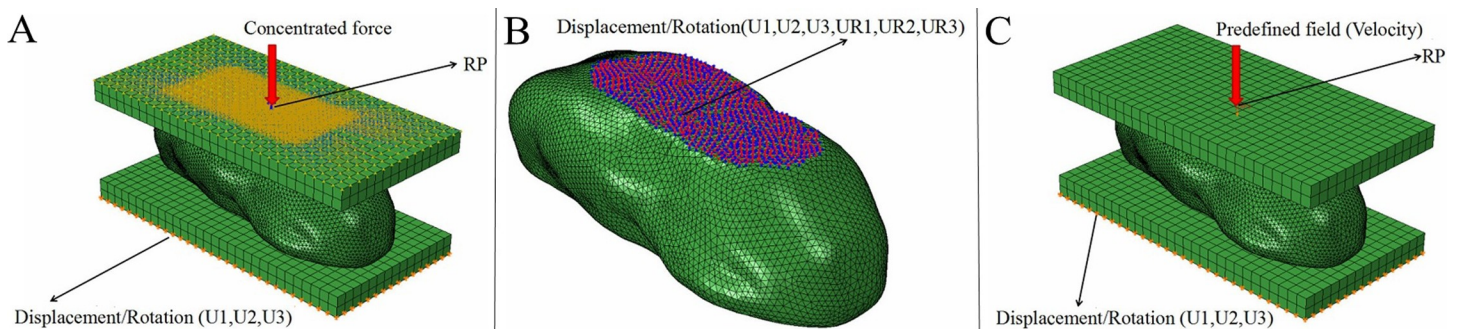 A
Concentrated force
RP
Displacement/Rotation (U1,U2,U3)
B
Displacement/Rotation(U1,U2,U3,UR1,UR2,UR3)
C
Predefined field (Velocity)
RP
Displacement/Rotation (U1,U2,U3)